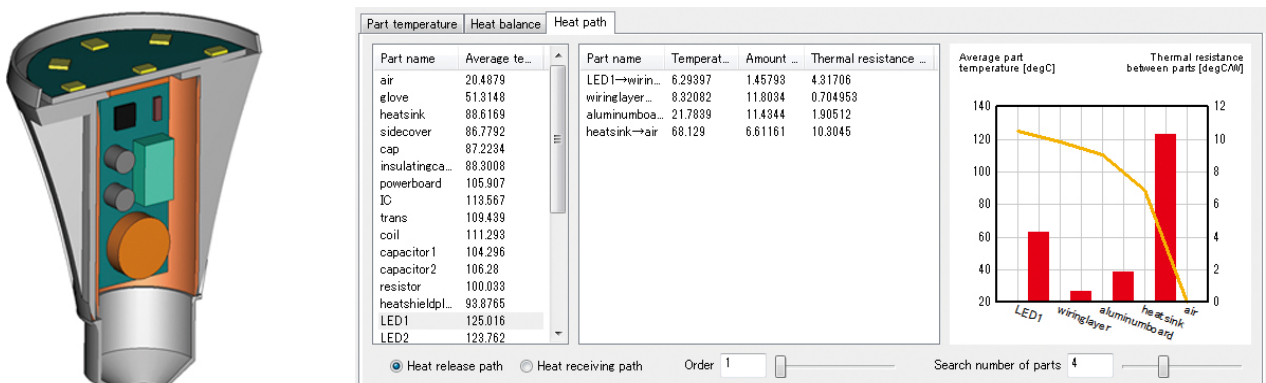 Part temperature Heat balance Heat path
Part name Average te...
air 20.4879
glove 51.3148
heatsink 88.6169
sidecover 86.7792
cap 87.2234
insulatingca... 88.3008
powerboard 105.907
IC 113.567
trans 109.439
coil 111.293
capacitor1 104.296
capacitor2 106.28
resistor 100.033
heatshieldpl... 93.8765
LED1 125.016
LED2 123.762
Part name Temperat... Amount ... Thermal resistance ...
LED1→wirin... 6.29397 1.45793 4.31706
wiringlayer... 8.32082 11.8034 0.704953
aluminumboa... 21.7839 11.4344 1.90512
heatsink→air 68.129 6.61161 10.3045
Average part Thermal resistance
temperature [degC] between parts [degC/W]
140 12
120 10
100 8
80 6
60 4
40 2
20 0
LED1 wiringlayer aluminumboard heatsink air
Heat release path Heat receiving path Order 1 Search number of parts 4